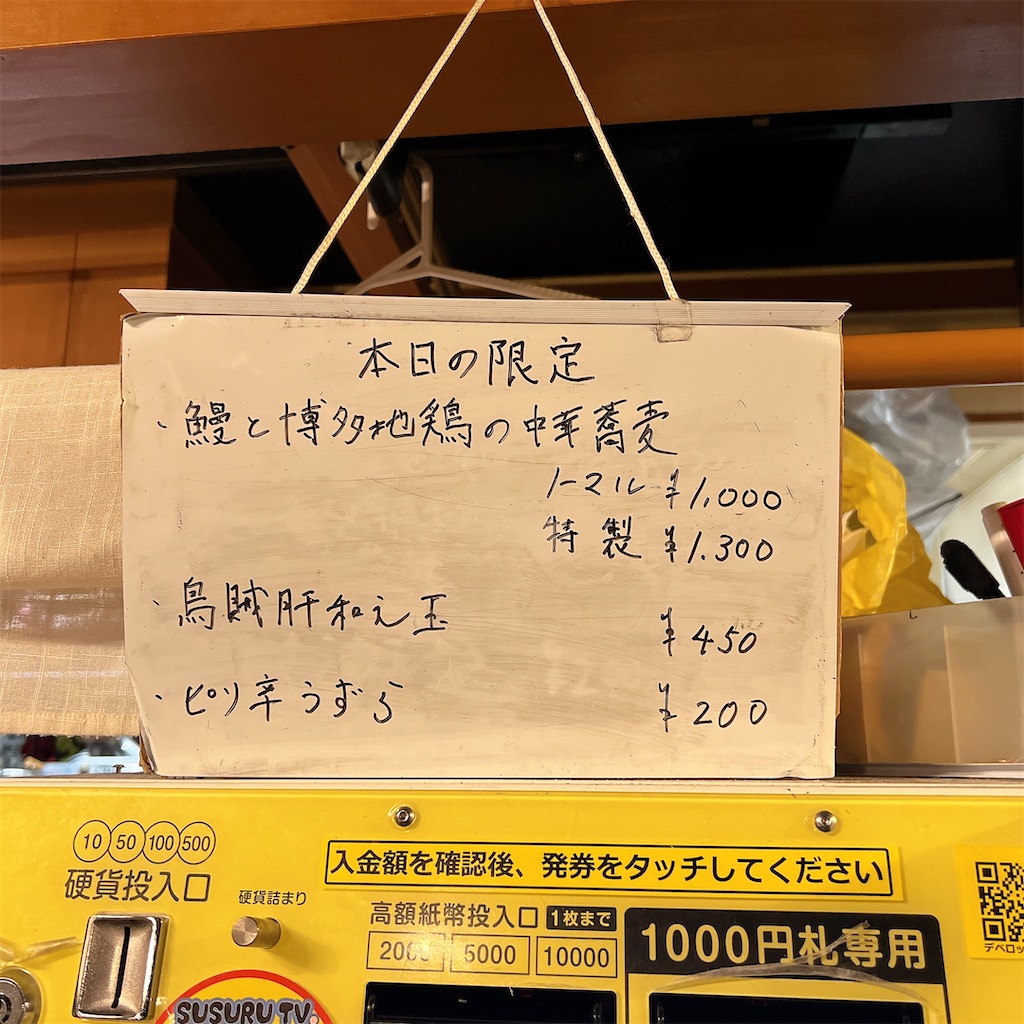 本日の限定
・鰻と博多地鶏の中華蕎麦
ノーマル ¥1,000
特製 ¥1.300
・烏賊肝和え玉 ¥450
・ピリ辛うずら ¥200
10 50 100 500
硬貨投入口
硬貨詰まり
入金額を確認後、発券をタッチしてください
高額紙幣投入口 1枚まで
2000 5000 10000
1000円札専用
デベロッ
SUSURU TV